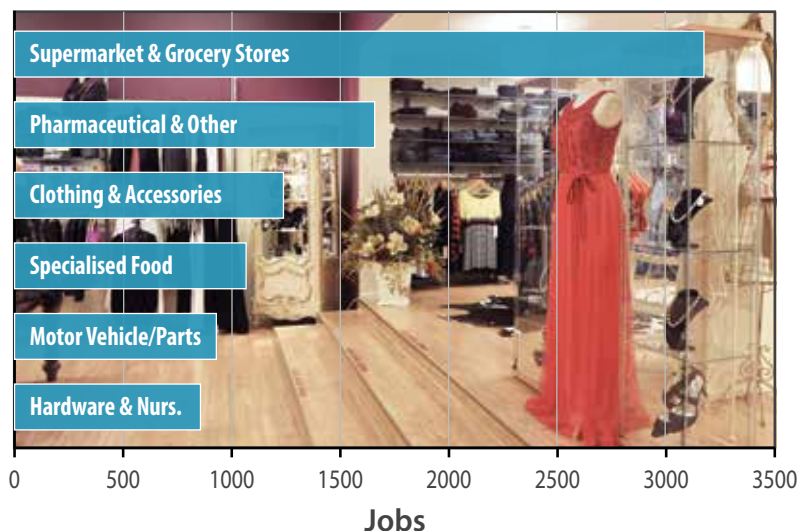 Supermarket & Grocery Stores
Pharmaceutical & Other
Clothing & Accessories
Specialised Food
Motor Vehicle/Parts
Hardware & Nurs.
0 500 1000 1500 2000 2500 3000 3500
Jobs